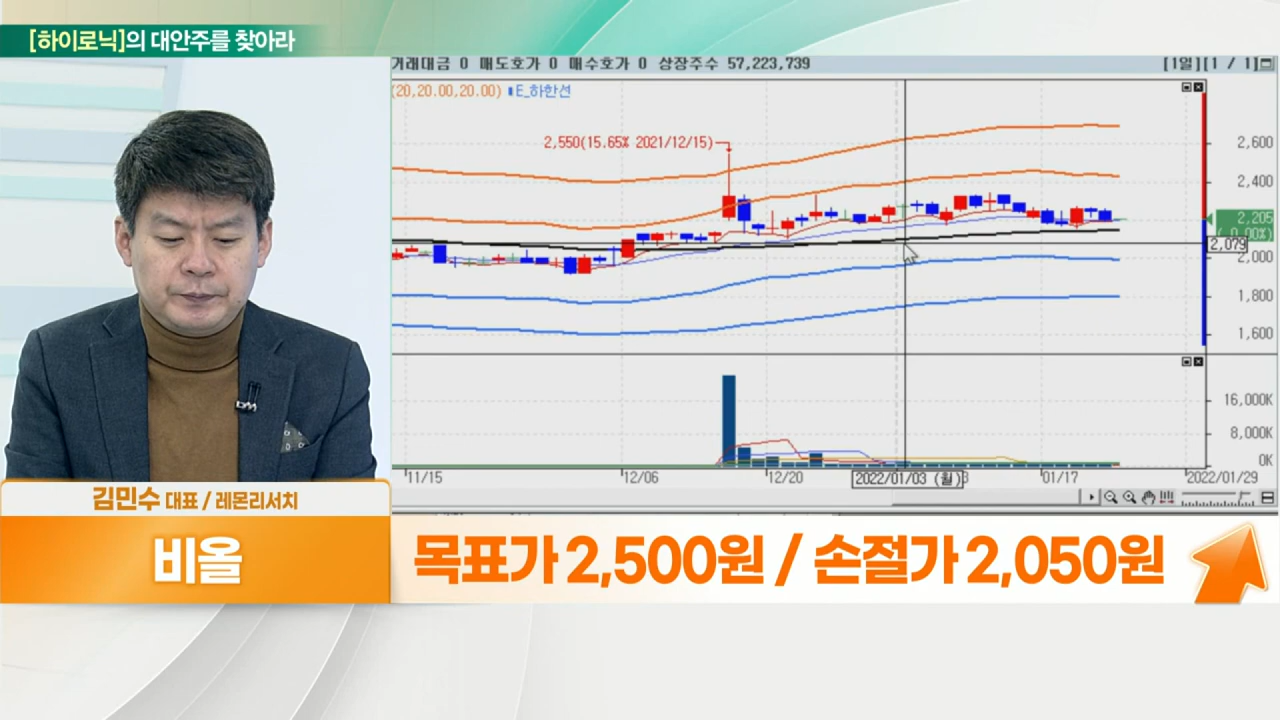 [하이로닉]의 대안주를 찾아라
거래대금 0 매도호가 0 매수호가 0 상장주수 57,223,739
[1일][1 / 1]
(20,20.00,20.00) E_하한선
2,550(15.65% 2021/12/15)
2,600
2,400
2,205
( 0.00%)
2,079
2,000
1,800
1,600
16,000K
8,000K
0K
11/15
12/06
12/20
2022/01/03 (월)
01/17
2022/01/29
김민수 대표 / 레몬리서치
비올
목표가 2,500원 / 손절가 2,050원